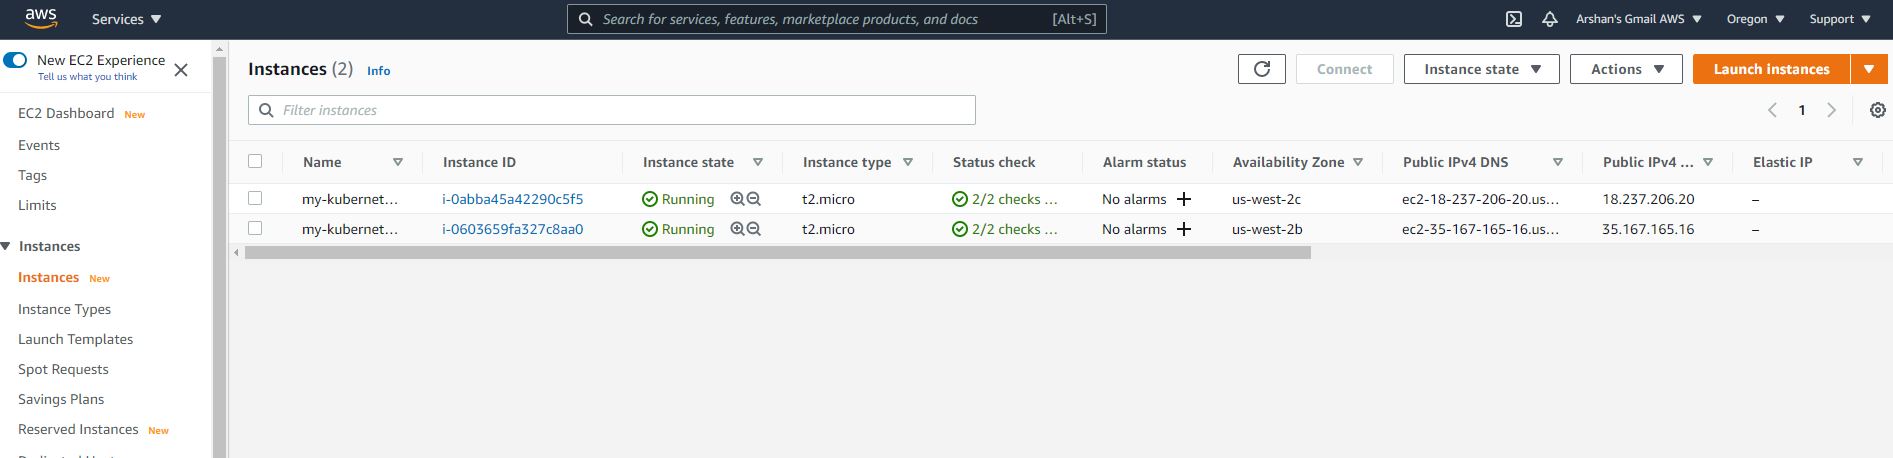 aws Services Search for services, features, marketplace products, and docs [Alt+S] Arshan's Gmail AWS Oregon Support
New EC2 Experience
Tell us what you think
EC2 Dashboard New
Events
Tags
Limits
Instances
Instances New
Instance Types
Launch Templates
Spot Requests
Savings Plans
Reserved Instances New
Instances (2) Info Connect Instance state Actions Launch instances
Filter instances 1
Name Instance ID Instance state Instance type Status check Alarm status Availability Zone Public IPv4 DNS Public IPv4 ... Elastic IP
my-kubernet... i-0abba45a42290c5f5 Running t2.micro 2/2 checks ... No alarms + us-west-2c ec2-18-237-206-20.us... 18.237.206.20 –
my-kubernet... i-0603659fa327c8aa0 Running t2.micro 2/2 checks ... No alarms + us-west-2b ec2-35-167-165-16.us... 35.167.165.16 –